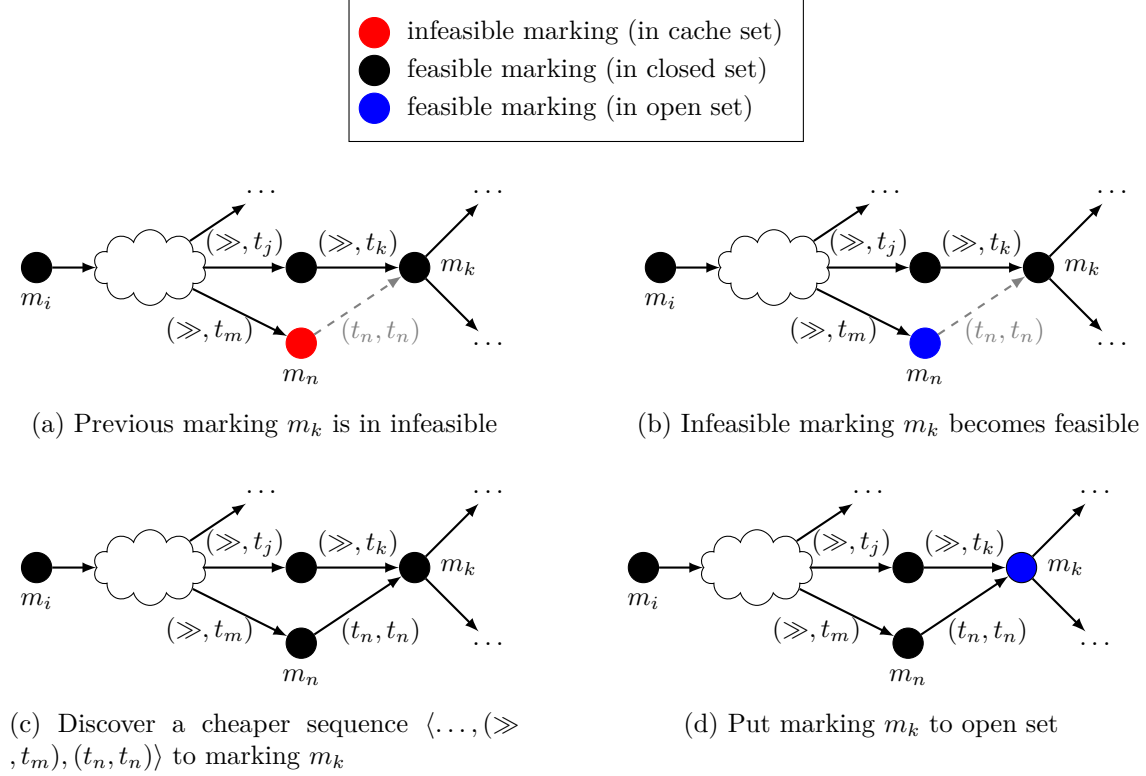 infeasible marking (in cache set)
feasible marking (in closed set)
feasible marking (in open set)
...
(≫, t_j) (≫, t_k)
m_i
m_k
(≫, t_m) (t_n, t_n)
...
m_n
(a) Previous marking m_k is in infeasible
...
(≫, t_j) (≫, t_k)
m_i
m_k
(≫, t_m) (t_n, t_n)
...
m_n
(b) Infeasible marking m_k becomes feasible
...
(≫, t_j) (≫, t_k)
m_i
m_k
(≫, t_m) (t_n, t_n)
...
m_n
(c) Discover a cheaper sequence ⟨..., (≫
, t_m), (t_n, t_n)⟩ to marking m_k
...
(≫, t_j) (≫, t_k)
m_i
m_k
(≫, t_m) (t_n, t_n)
...
m_n
(d) Put marking m_k to open set